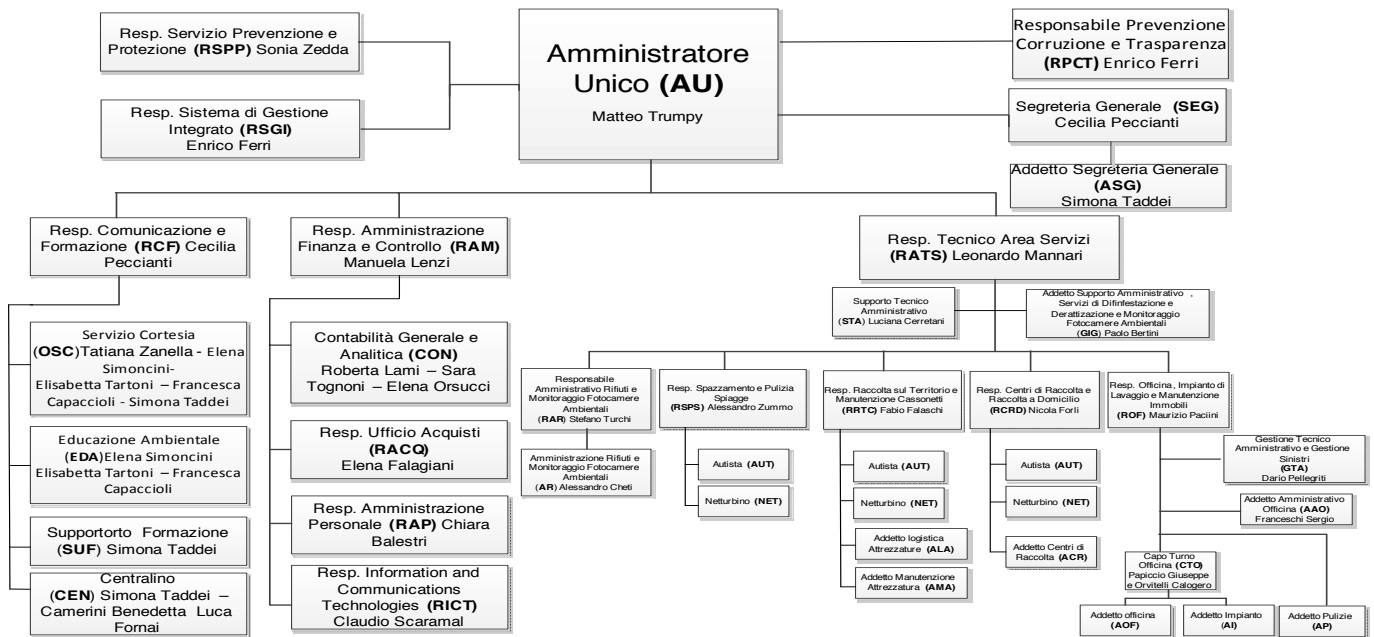 Resp. Servizio Prevenzione e
Protezione (RSPP) Sonia Zedda
Resp. Sistema di Gestione
Integrato (RSGI)
Enrico Ferri
Amministratore
Unico (AU)
Matteo Trumpy
Responsabile Prevenzione
Corruzione e Trasparenza
(RPCT) Enrico Ferri
Segreteria Generale (SEG)
Cecilia Peccianti
Addetto Segreteria Generale
(ASG)
Simona Taddei
Resp. Comunicazione e
Formazione (RCF) Cecilia
Peccianti
Servizio Cortesia
(OSC)Tatiana Zanella - Elena
Simoncini-
Elisabetta Tartoni – Francesca
Capaccioli - Simona Taddei
Educazione Ambientale
(EDA)Elena Simoncini
Elisabetta Tartoni – Francesca
Capaccioli
Supportorto Formazione
(SUF) Simona Taddei
Centralino
(CEN) Simona Taddei –
Camerini Benedetta Luca
Fornai
Resp. Amministrazione
Finanza e Controllo (RAM)
Manuela Lenzi
Contabilità Generale e
Analitica (CON)
Roberta Lami – Sara
Tognoni – Elena Orsucci
Resp. Ufficio Acquisti
(RACQ)
Elena Falagiani
Resp. Amministrazione
Personale (RAP) Chiara
Balestri
Resp. Information and
Communications
Technologies (RICT)
Claudio Scaramal
Resp. Tecnico Area Servizi
(RATS) Leonardo Mannari
Supporto Tecnico
Amministrativo
(STA) Luciana Cerretani
Addetto Supporto Amministrativo ,
Servizi di Difinfestazione e
Derattizzazione e Monitoraggio
Fotocamere Ambientali
(GIG) Paolo Bertini
Responsabile
Amministrativo Rifiuti e
Monitoraggio Fotocamere
Ambientali
(RAR) Stefano Turchi
Amministrazione Rifiuti e
Monitoraggio Fotocamere
Ambientali
(AR) Alessandro Cheti
Resp. Spazzamento e Pulizia
Spiagge
(RSPS) Alessandro Zummo
Autista (AUT)
Netturbino (NET)
Resp. Raccolta sul Territorio e
Manutenzione Cassonetti
(RRTC) Fabio Falaschi
Autista (AUT)
Netturbino (NET)
Addetto logistica
Attrezzature (ALA)
Addetto Manutenzione
Attrezzatura (AMA)
Resp. Centri di Raccolta e
Raccolta a Domicilio
(RCRD) Nicola Forli
Autista (AUT)
Netturbino (NET)
Addetto Centri di
Raccolta (ACR)
Resp. Officina , Impianto di
Lavaggio e Manutenzione
Immobili
(ROF) Maurizio Paciini
Gestione Tecnico
Amministrativo e Gestione
Sinistri
(GTA)
Dario Pellegriti
Addetto Amministrativo
Officina (AAO)
Franceschi Sergio
Capo Turno
Officina (CTO)
Papiccio Giuseppe
e Orvitelli Calogero
Addetto officina
(AOF)
Addetto Impianto
(AI)
Addetto Pulizie
(AP)